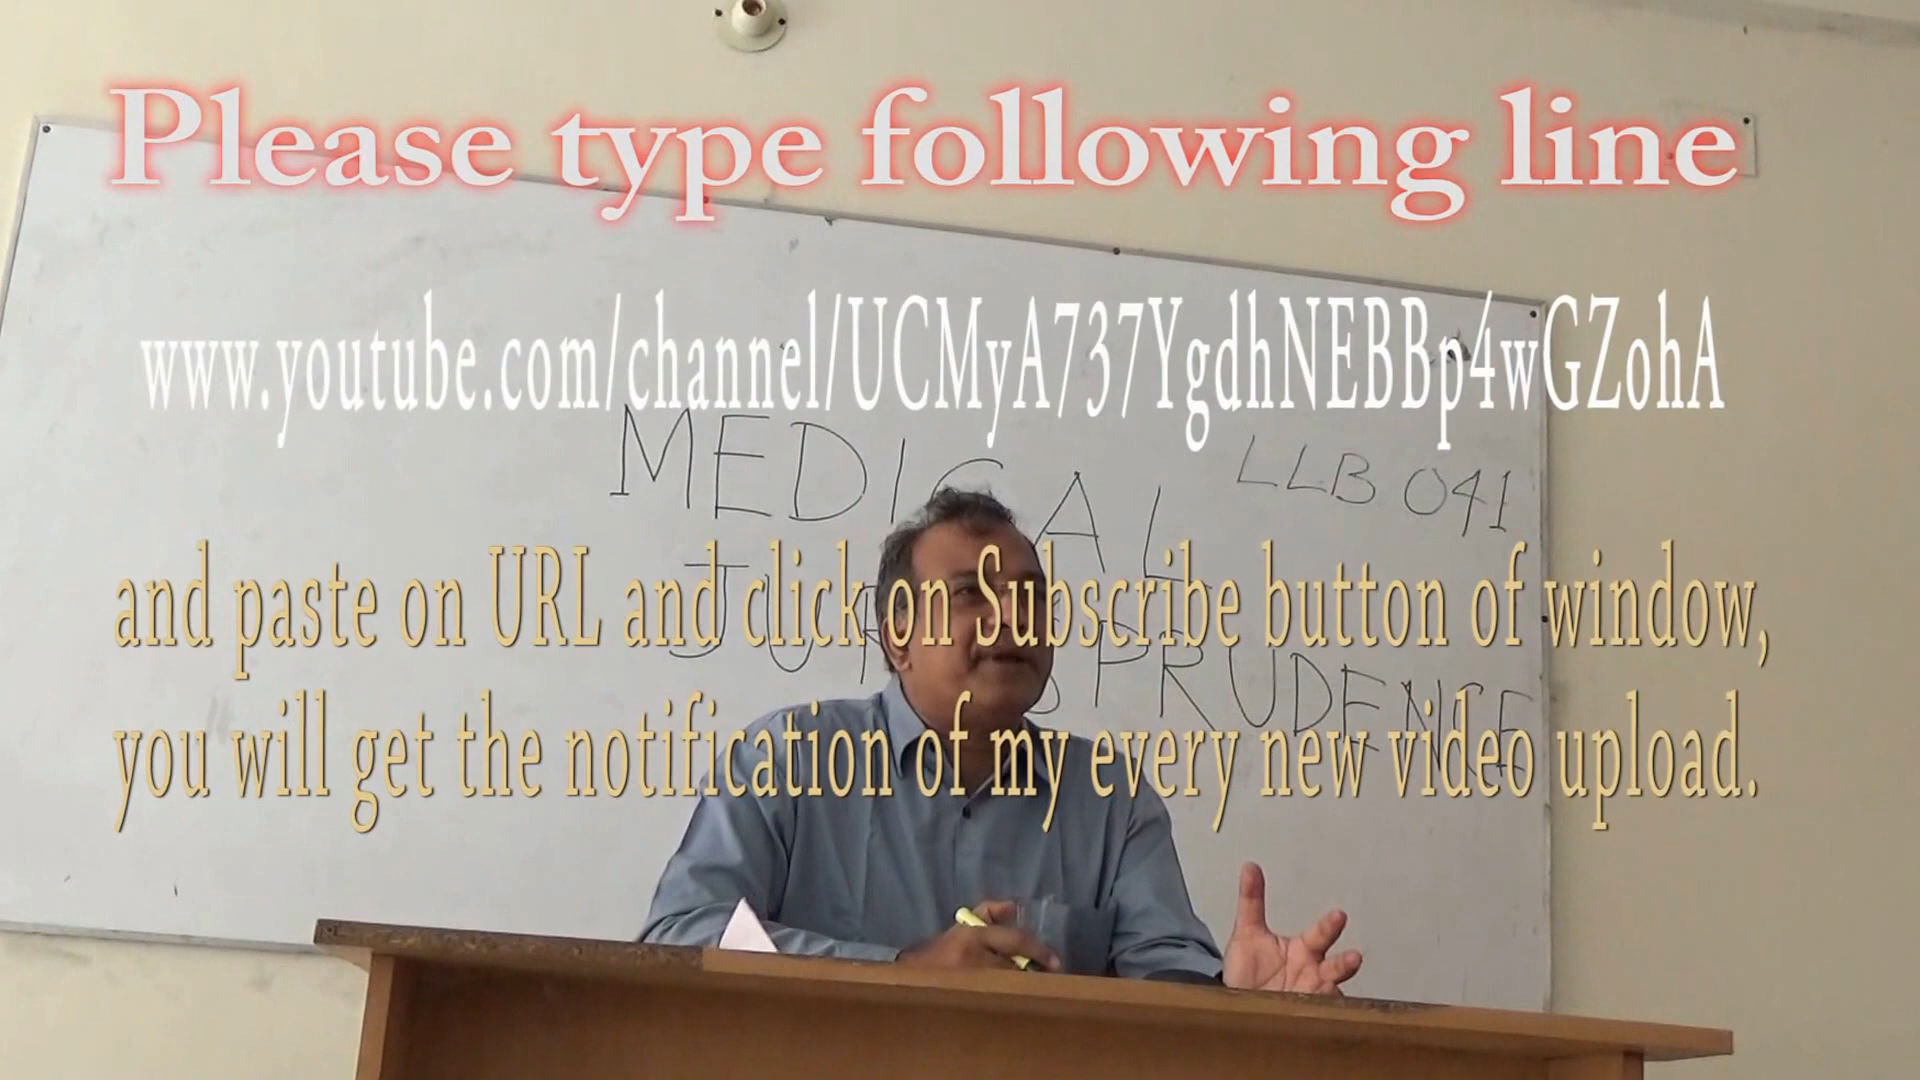 Please type following line
www.youtube.com/channel/UCMyA737YgdhNEBBp4wGZohA
MEDICAL
LLB 041
and paste on URL and click on Subscribe button of window,
JURISPRUDENCE
you will get the notification of my every new video upload.